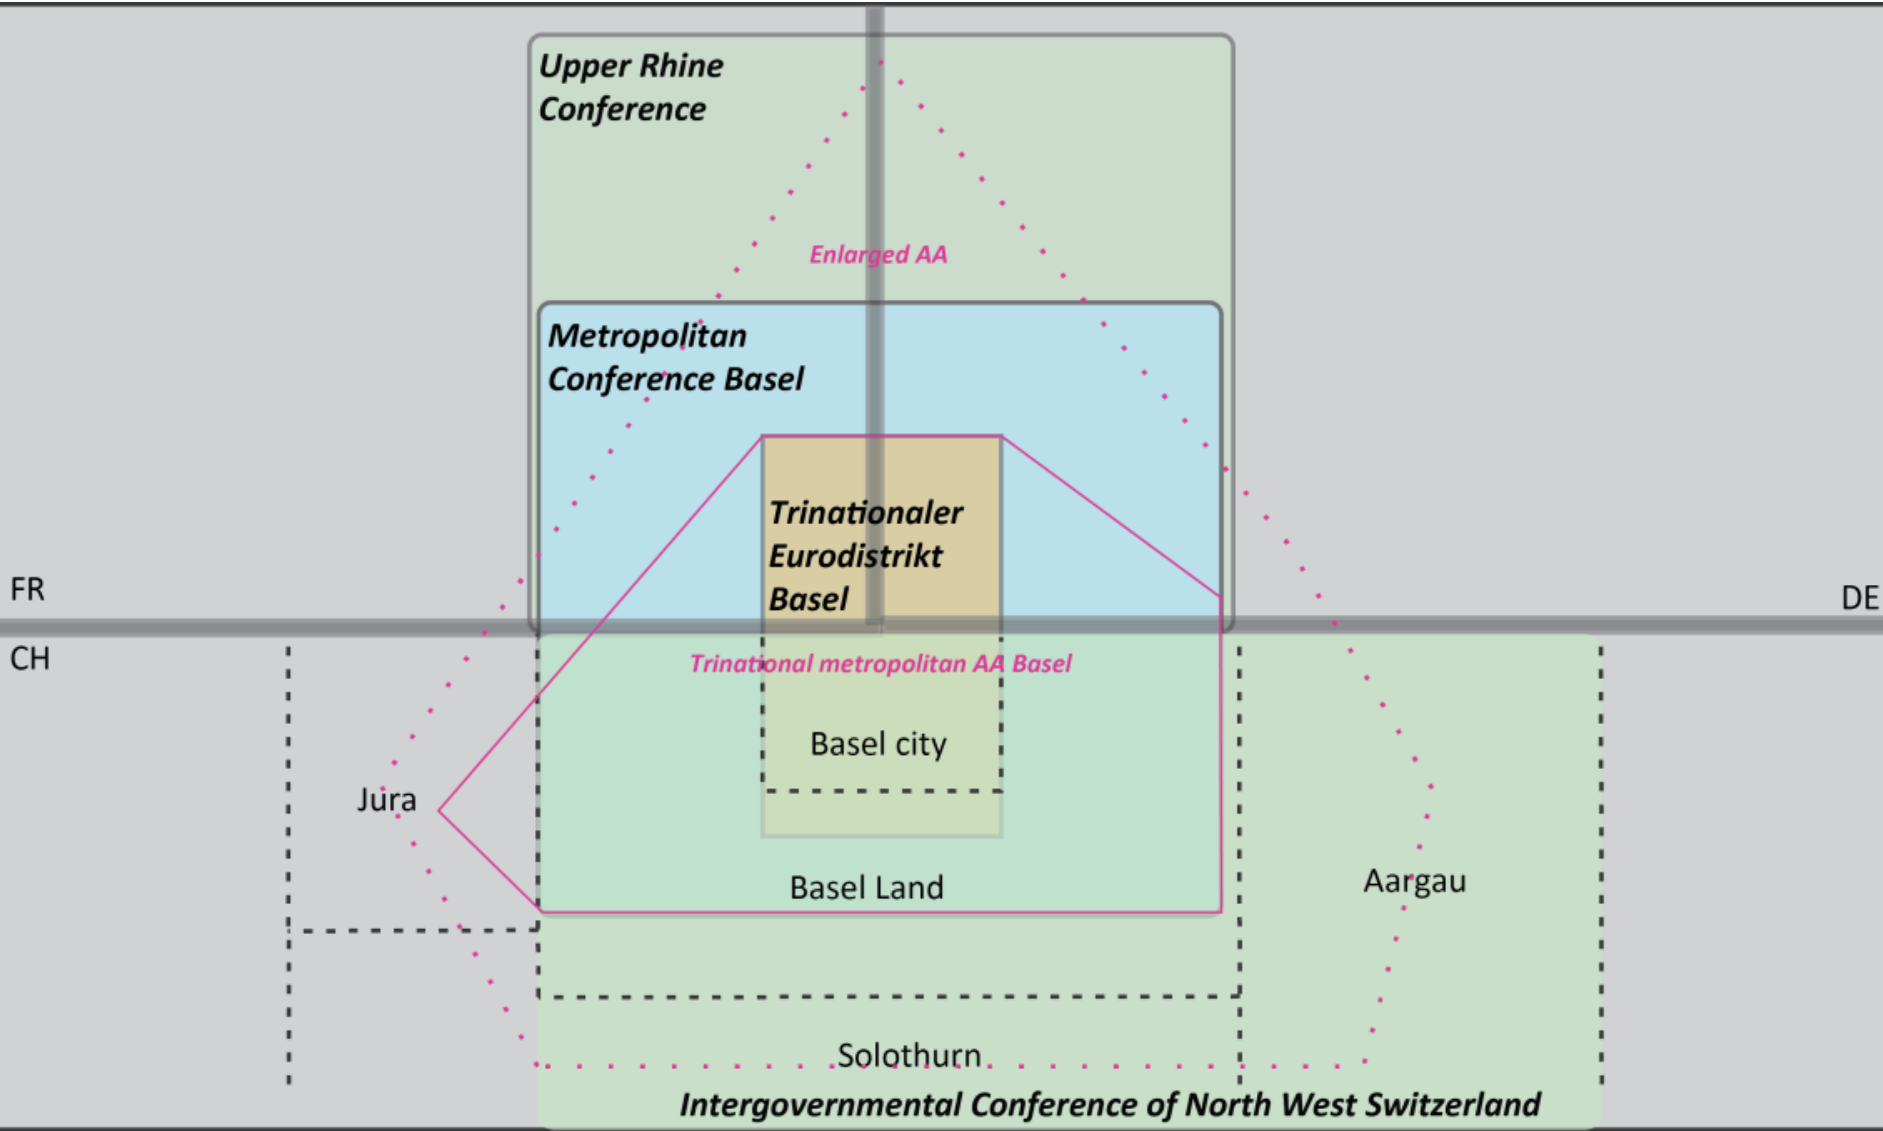 Upper Rhine
Conference
Enlarged AA
Metropolitan
Conference Basel
Trinationaler
Eurodistrikt
Basel
FR
DE
CH
Trinational metropolitan AA Basel
Basel city
Jura
Basel Land
Aargau
Solothurn
Intergovernmental Conference of North West Switzerland